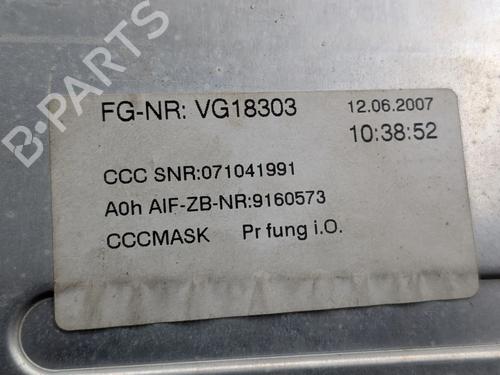 B-PARTS
FG-NR: VG18303 12.06.2007
10:38:52
CCC SNR:071041991
A0h AIF-ZB-NR:9160573
CCCMASK Pr fung i.O.